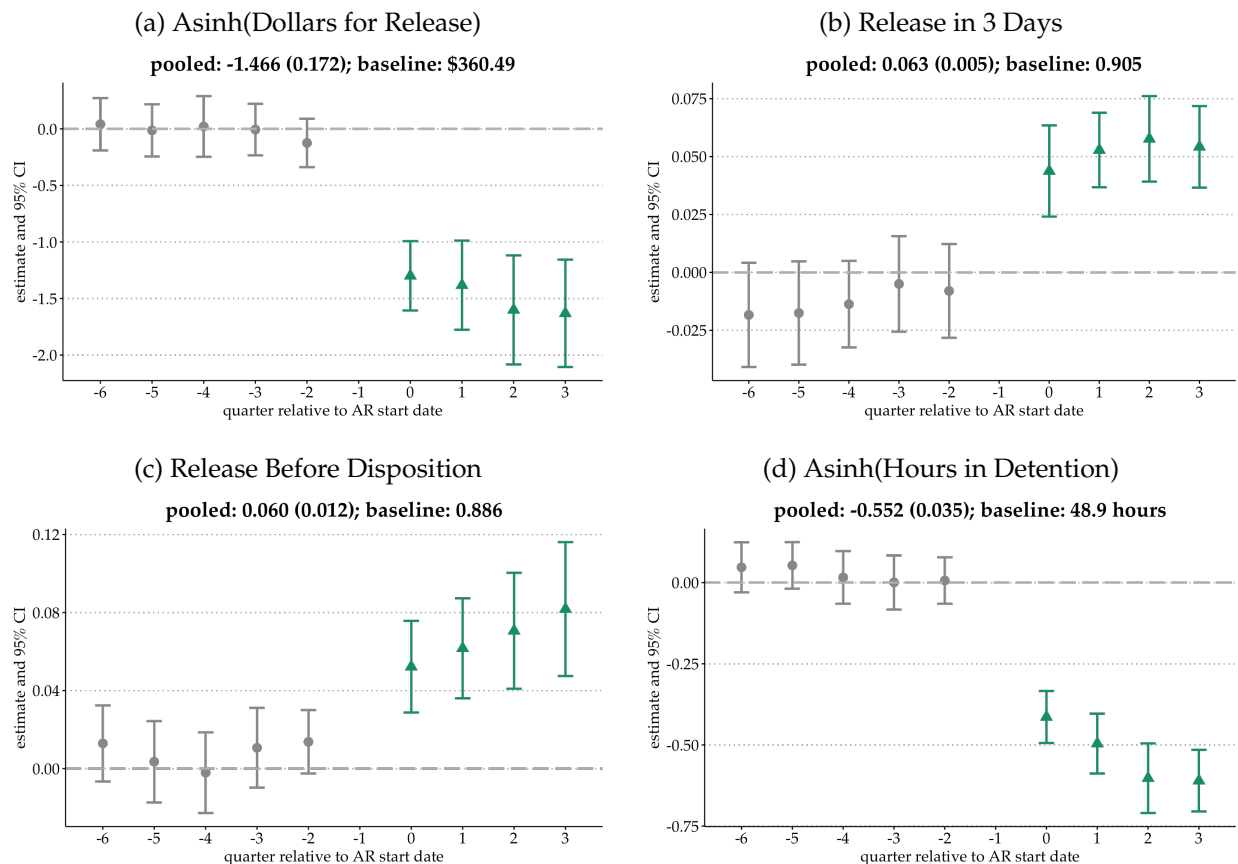 (a) Asinh(Dollars for Release)
pooled: -1.466 (0.172); baseline: $360.49
estimate and 95% CI
0.0
-0.5
-1.0
-1.5
-2.0
-6 -5 -4 -3 -2 -1 0 1 2 3
quarter relative to AR start date
(b) Release in 3 Days
pooled: 0.063 (0.005); baseline: 0.905
estimate and 95% CI
0.075
0.050
0.025
0.000
-0.025
-6 -5 -4 -3 -2 -1 0 1 2 3
quarter relative to AR start date
(c) Release Before Disposition
pooled: 0.060 (0.012); baseline: 0.886
estimate and 95% CI
0.12
0.08
0.04
0.00
-6 -5 -4 -3 -2 -1 0 1 2 3
quarter relative to AR start date
(d) Asinh(Hours in Detention)
pooled: -0.552 (0.035); baseline: 48.9 hours
estimate and 95% CI
0.00
-0.25
-0.50
-0.75
-6 -5 -4 -3 -2 -1 0 1 2 3
quarter relative to AR start date